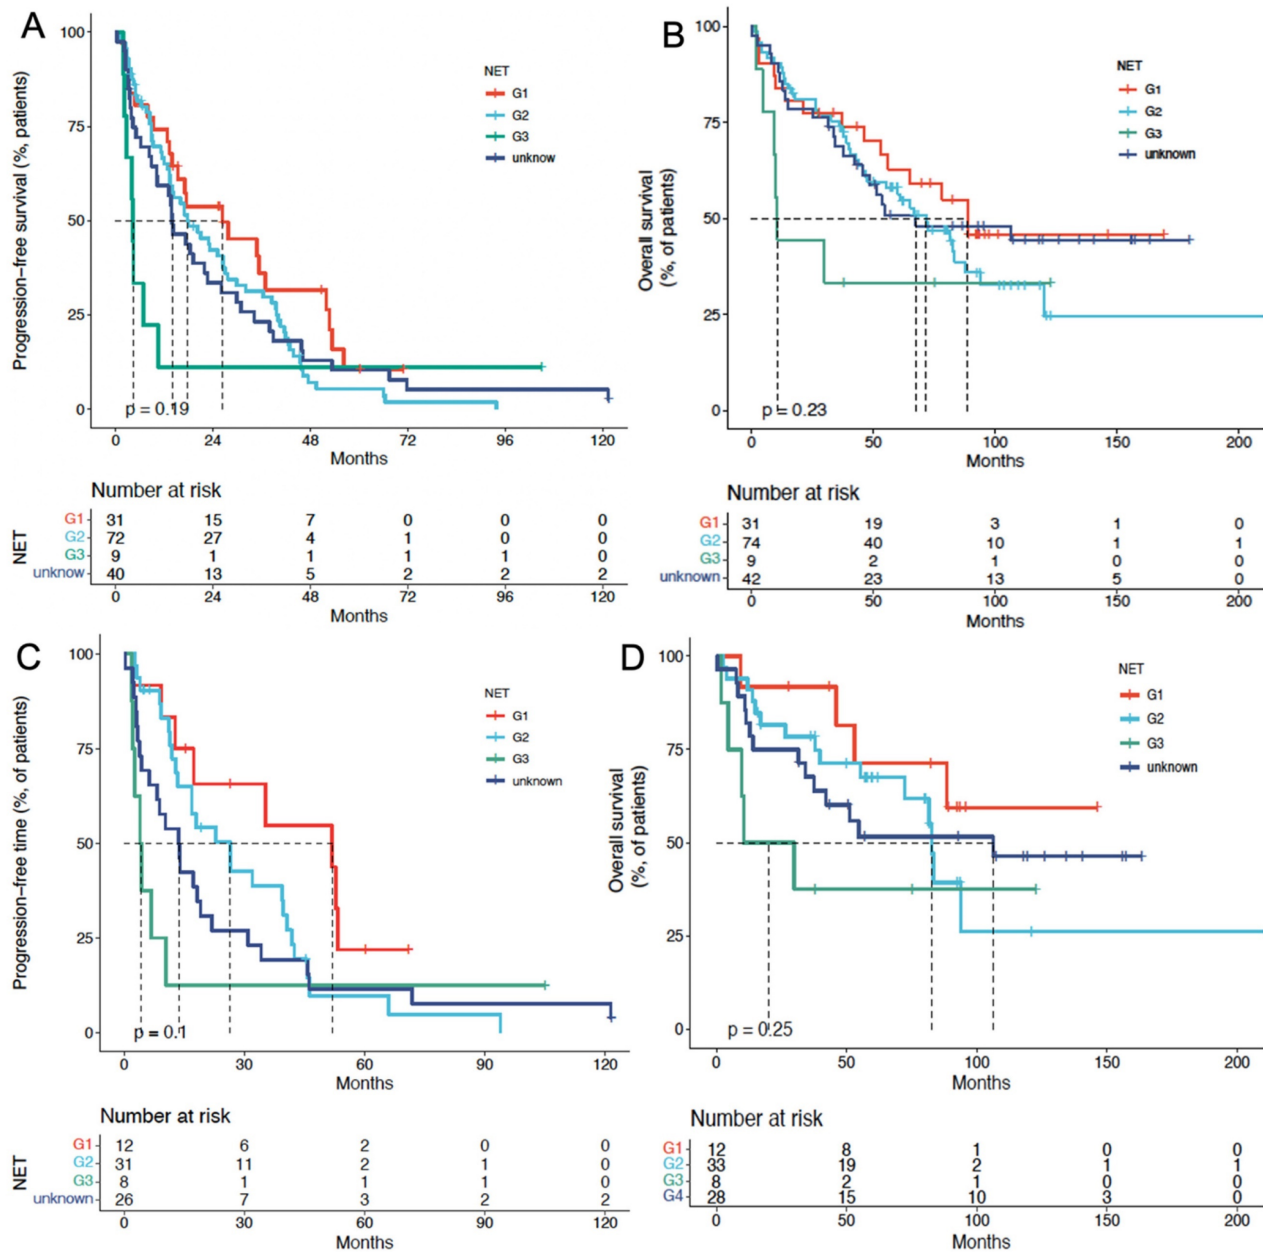 A
Progression–free survival (%, patients)
100
75
50
25
0
NET
G1
G2
G3
unknow
p = 0.19
0 24 48 72 96 120
Months
Number at risk
NET
G1 31 15 7 0 0 0
G2 72 27 4 1 0 0
G3 9 1 1 1 1 0
unknow 40 13 5 2 2 2
0 24 48 72 96 120
Months
B
Overall survival
(%, of patients)
100
75
50
25
0
NET
G1
G2
G3
unknown
p = 0.23
0 50 100 150 200
Months
Number at risk
G1 31 19 3 1 0
G2 74 40 10 1 1
G3 9 2 1 0 0
unknown 42 23 13 5 0
0 50 100 150 200
Months
C
Progression–free time (%, of patients)
100
75
50
25
0
NET
G1
G2
G3
unknown
p = 0.1
0 30 60 90 120
Months
Number at risk
NET
G1 12 6 2 0 0
G2 31 11 2 1 0
G3 8 1 1 1 0
unknown 26 7 3 2 2
0 30 60 90 120
Months
D
Overall survival
(%, of patients)
100
75
50
25
0
NET
G1
G2
G3
unknown
p = 0.25
0 50 100 150 200
Months
Number at risk
G1 12 8 1 0 0
G2 33 19 2 1 1
G3 8 2 1 0 0
G4 28 15 10 3 0
0 50 100 150 200
Months